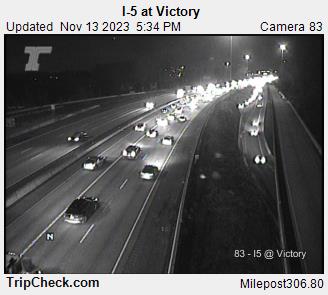 I-5 at Victory
Updated Nov 13 2023 5:34 PM Camera 83
T
N
83 - I5 @ Victory
TripCheck.com Milepost306.80